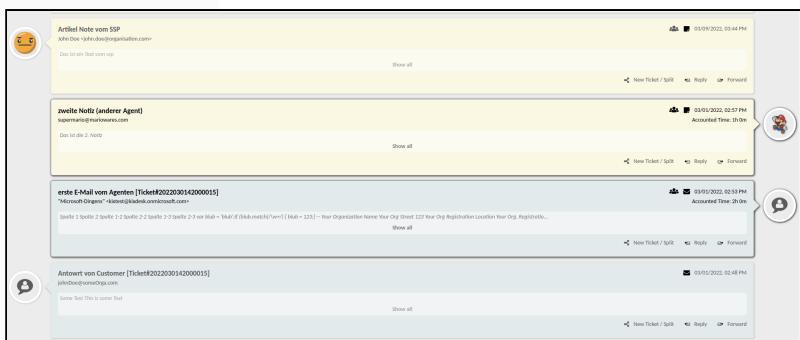 Artikel Note vom SSP
03/09/2022, 03:44 PM
John Doe <john.doe@organisation.com>
Das ist ein Text vom ssp
Show all
New Ticket / Split Reply Forward
zweite Notiz (anderer Agent)
03/01/2022, 02:57 PM
supermario@mariowares.com
Accounted Time: 1h 0m
Das ist die 2. Notiz
Show all
New Ticket / Split Reply Forward
erste E-Mail vom Agenten [Ticket#2022030142000015]
03/01/2022, 02:53 PM
"Microsoft-Dingens" <kixtest@kixdesk.onmicrosoft.com>
Accounted Time: 2h 0m
Spalte 1 Spalte 2 Spalte 1-2 Spalte 2-2 Spalte 1-3 Spalte 2-3 var blub = 'blub';if (blub.match(/\w+/) { blub = 123;} -- Your Organization Name Your Org Street 123 Your Org Registration Location Your Org. Registratio...
Show all
New Ticket / Split Reply Forward
Antowrt von Customer [Ticket#2022030142000015]
03/01/2022, 02:48 PM
johnDoe@someOrga.com
Some Text This is some Text
Show all
New Ticket / Split Reply Forward